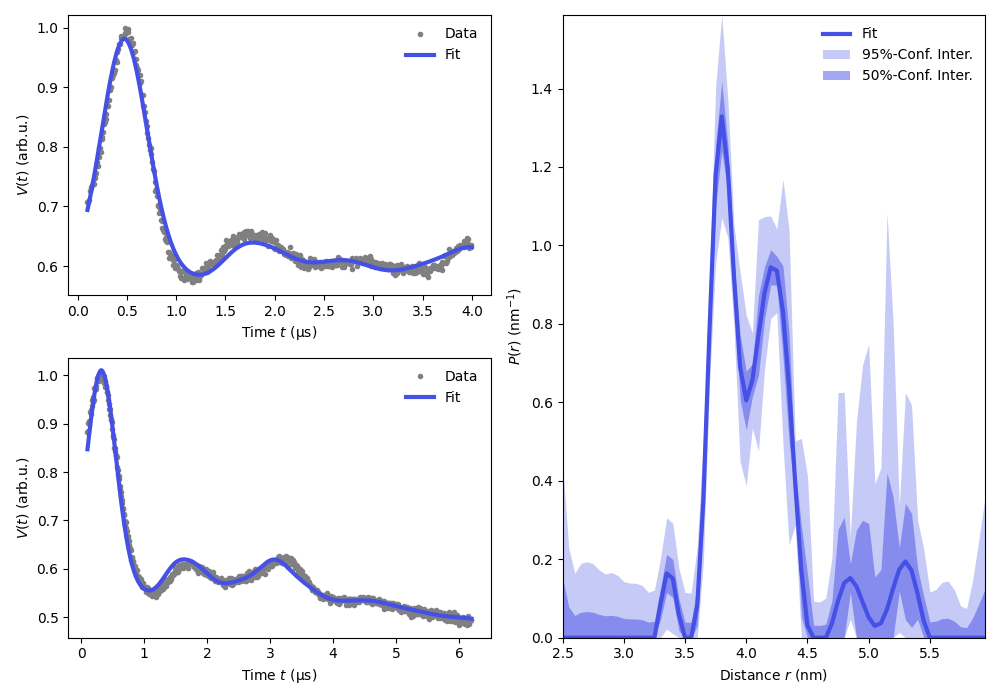 1.0
0.9
0.8
0.7
0.6
V(t) (arb.u.)
Data
Fit
0.0 0.5 1.0 1.5 2.0 2.5 3.0 3.5 4.0
Time t (μs)
1.0
0.9
0.8
0.7
0.6
0.5
V(t) (arb.u.)
Data
Fit
0 1 2 3 4 5 6
Time t (μs)
1.4
1.2
1.0
0.8
0.6
0.4
0.2
0.0
P(r) (nm⁻¹)
Fit
95%-Conf. Inter.
50%-Conf. Inter.
2.5 3.0 3.5 4.0 4.5 5.0 5.5
Distance r (nm)